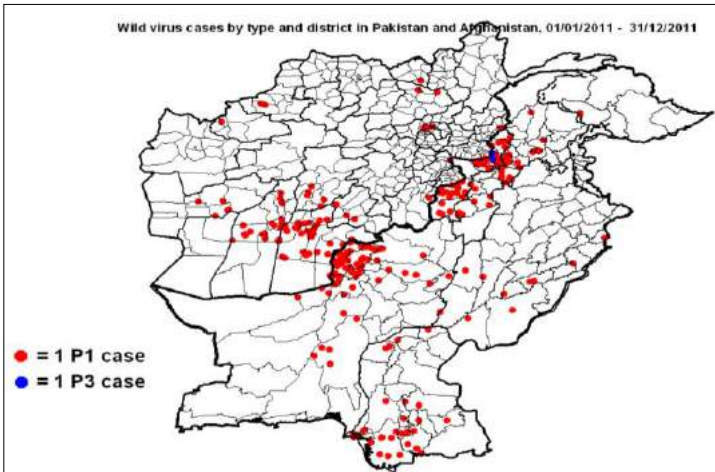 Wild virus cases by type and district in Pakistan and Afghanistan, 01/01/2011 - 31/12/2011
= 1 P1 case
= 1 P3 case